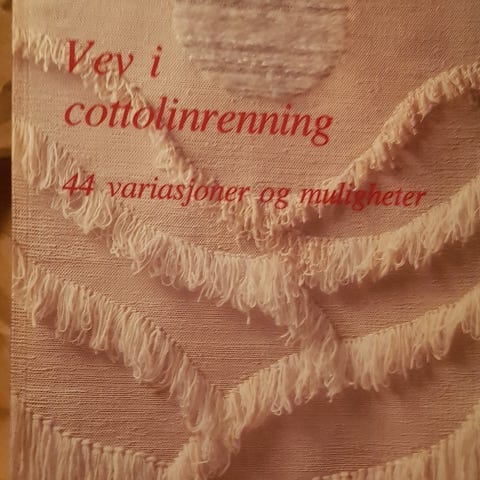 Vev i
cottolinrenning
44 variasjoner og muligheter